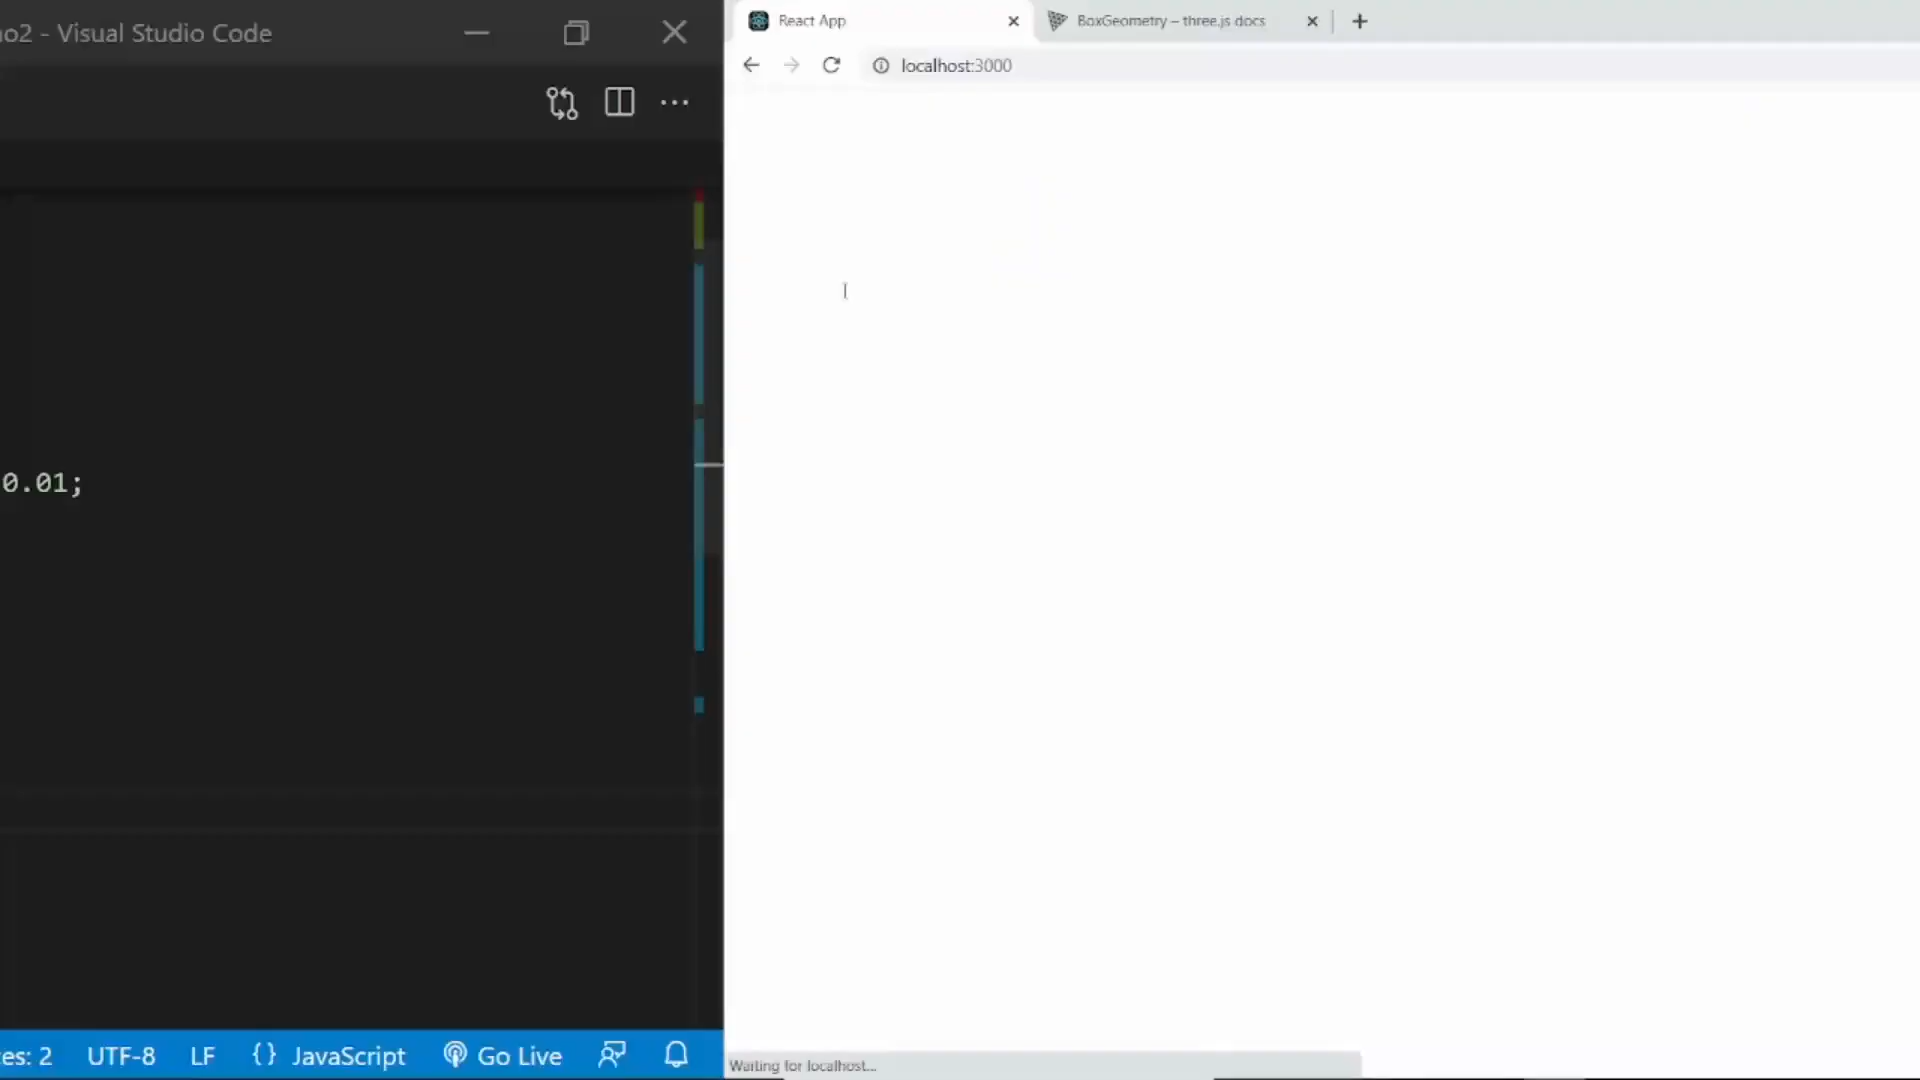 no2 - Visual Studio Code
React App
BoxGeometry – three.js docs
localhost:3000
0.01;
es: 2
UTF-8
LF
{} JavaScript
Go Live
Waiting for localhost...